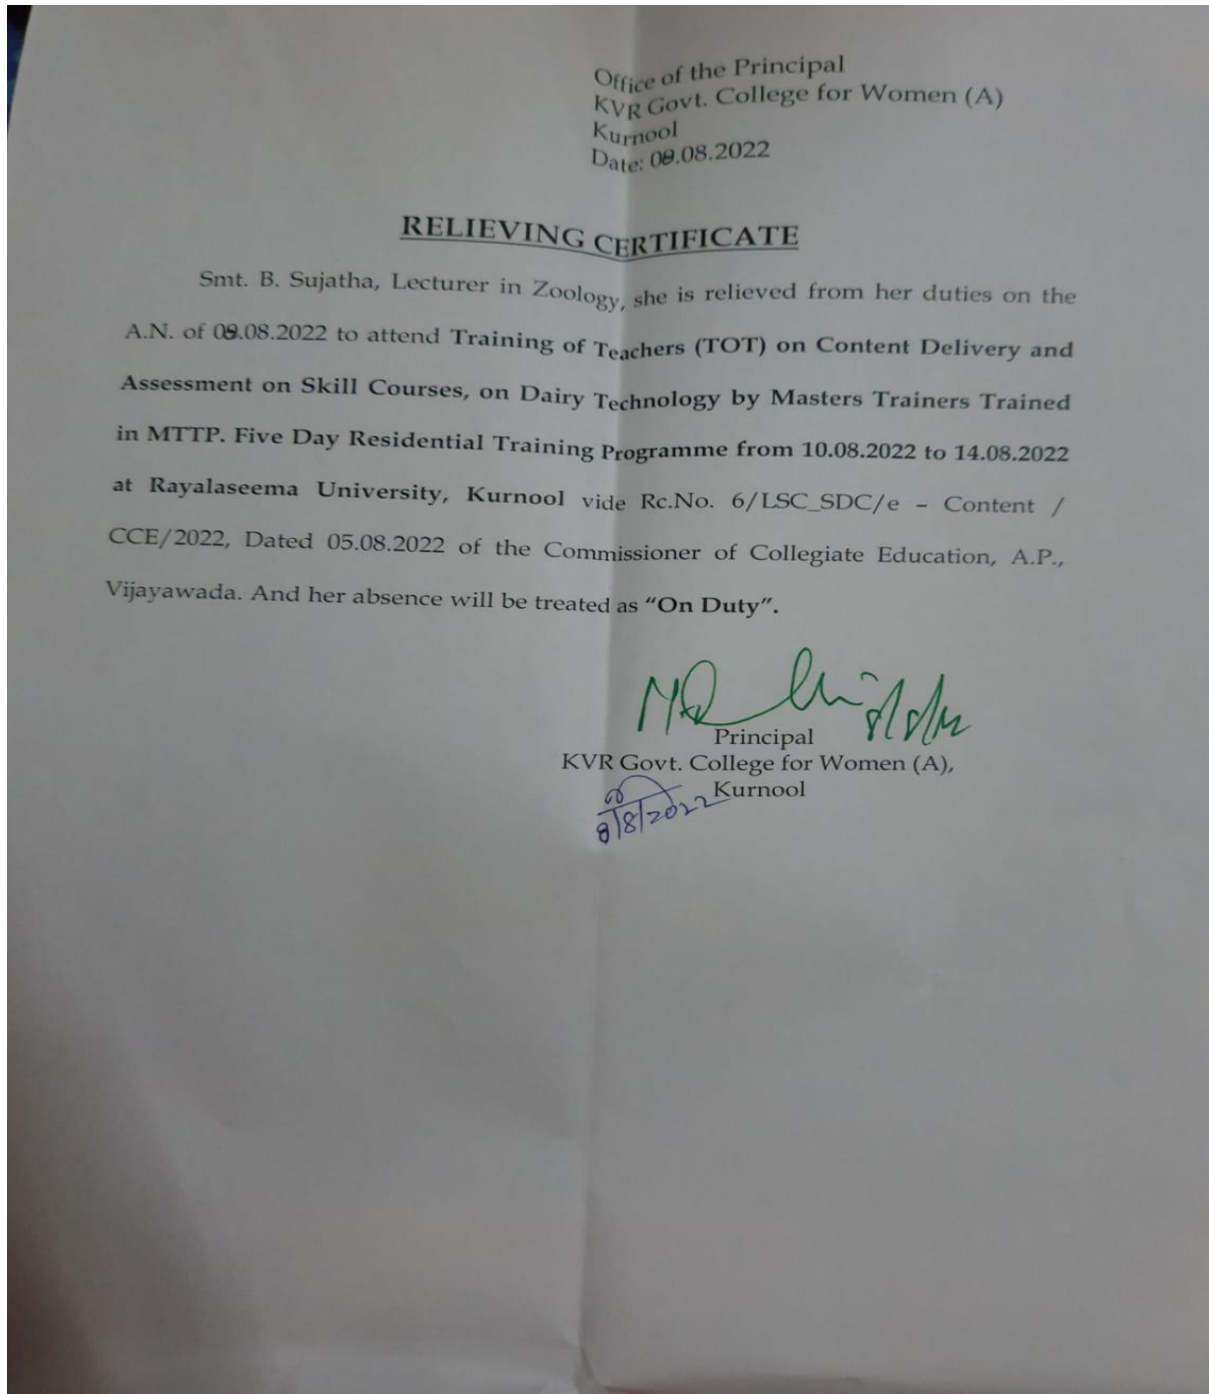 Office of the Principal
KVR Govt. College for Women (A)
Kurnool
Date: 08.08.2022
RELIEVING CERTIFICATE
Smt. B. Sujatha, Lecturer in Zoology, she is relieved from her duties on the
A.N. of 08.08.2022 to attend Training of Teachers (TOT) on Content Delivery and
Assessment on Skill Courses, on Dairy Technology by Masters Trainers Trained
in MTTP. Five Day Residential Training Programme from 10.08.2022 to 14.08.2022
at Rayalaseema University, Kurnool vide Rc.No. 6/LSC_SDC/e – Content /
CCE/2022, Dated 05.08.2022 of the Commissioner of Collegiate Education, A.P.,
Vijayawada. And her absence will be treated as “On Duty”.
Principal
KVR Govt. College for Women (A),
Kurnool
8/8/2022